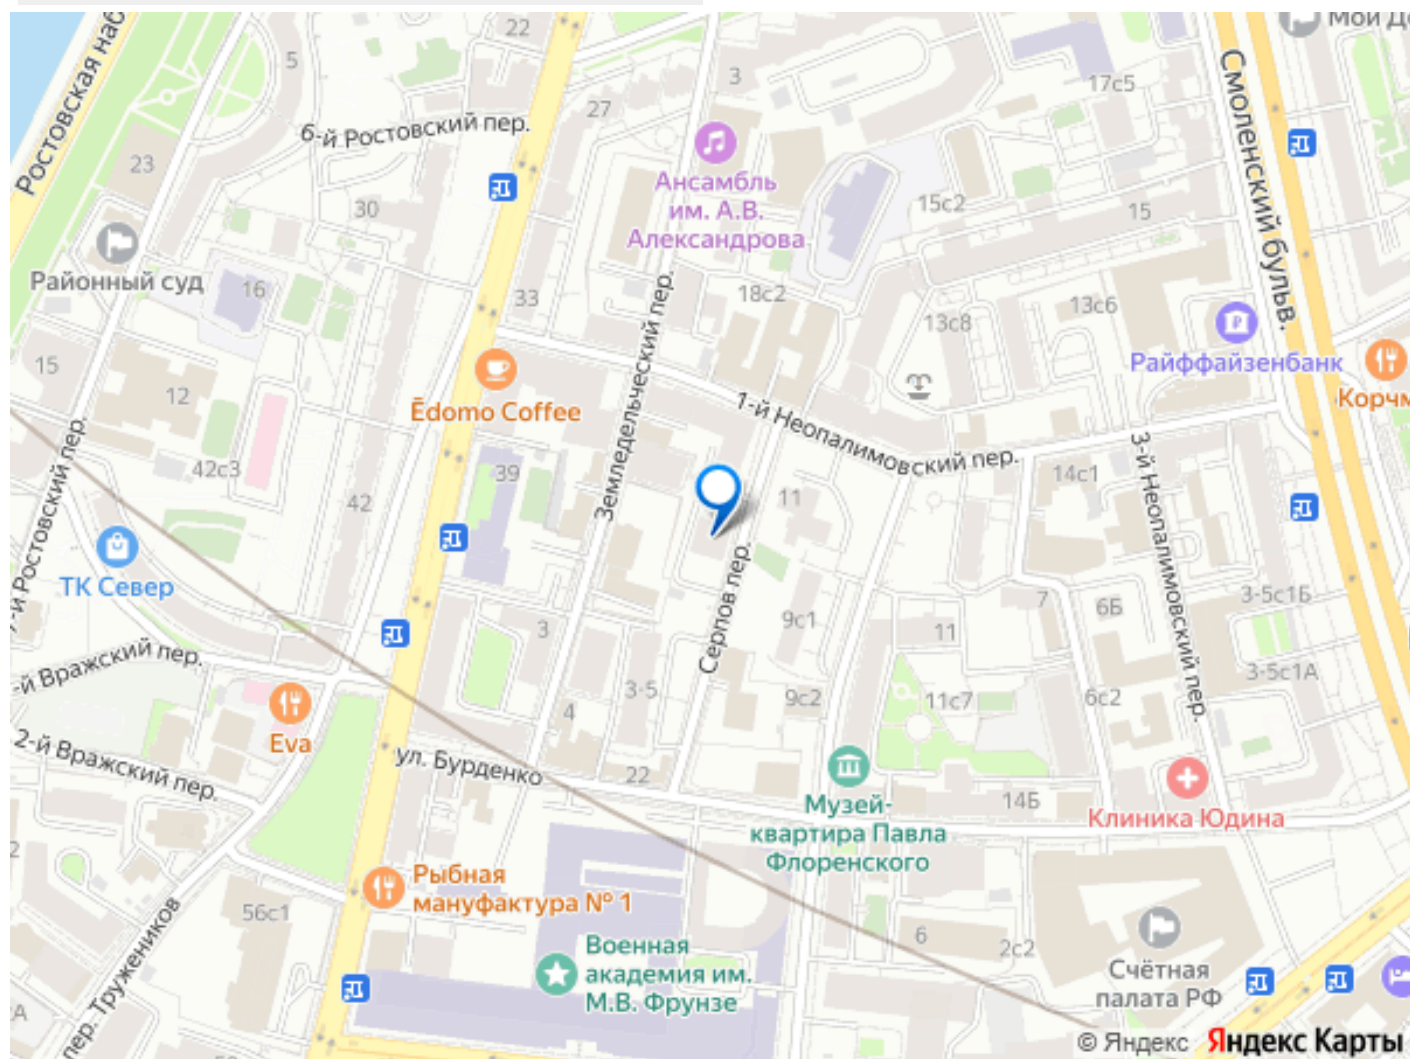 Ростовская наб
22
5
6-й Ростовский пер.
27
3
17с5
Мой До
Смоленский бульв.
23
30
Ансамбль
им. А.В.
Александрова
15с2
15
Районный суд
16
33
Земледельческий пер.
18с2
13с8
13с6
Райффайзенбанк
Корчм
15
12
Ēdomo Coffee
1-й Неопалимовский пер.
42с3
42
39
11
14с1
3-й Неопалимовский пер.
-й Ростовский пер.
ТК Север
Серпов пер.
9с1
11
7
6Б
3-5с1Б
3
3-5
-й Вражский пер.
4
9с2
11с7
6с2
3-5с1А
Eva
2-й Вражский пер.
ул. Бурденко
22
Музей-
квартира Павла
Флоренского
14Б
Клиника Юдина
2
Рыбная
мануфактура № 1
56с1
пер. Тружеников
Военная
академия им.
М.В. Фрунзе
6
2с2
Счётная
палата РФ
А
© Яндекс Яндекс Карты